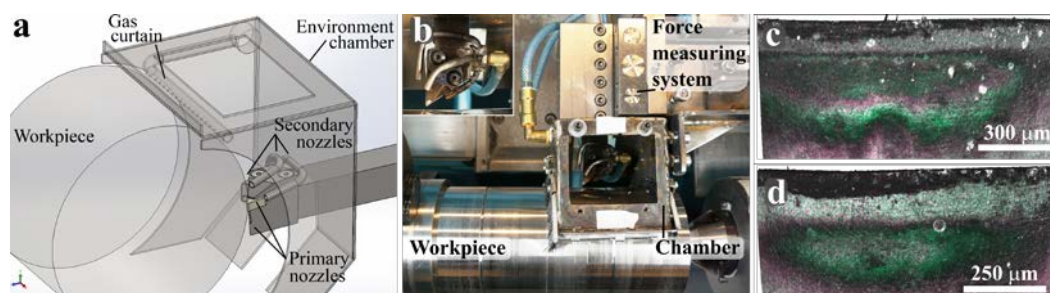 a
Gas
curtain
Environment
chamber
Workpiece
Secondary
nozzles
Primary
nozzles
b
Force
measuring
system
Workpiece
Chamber
c
300 µm
d
250 µm